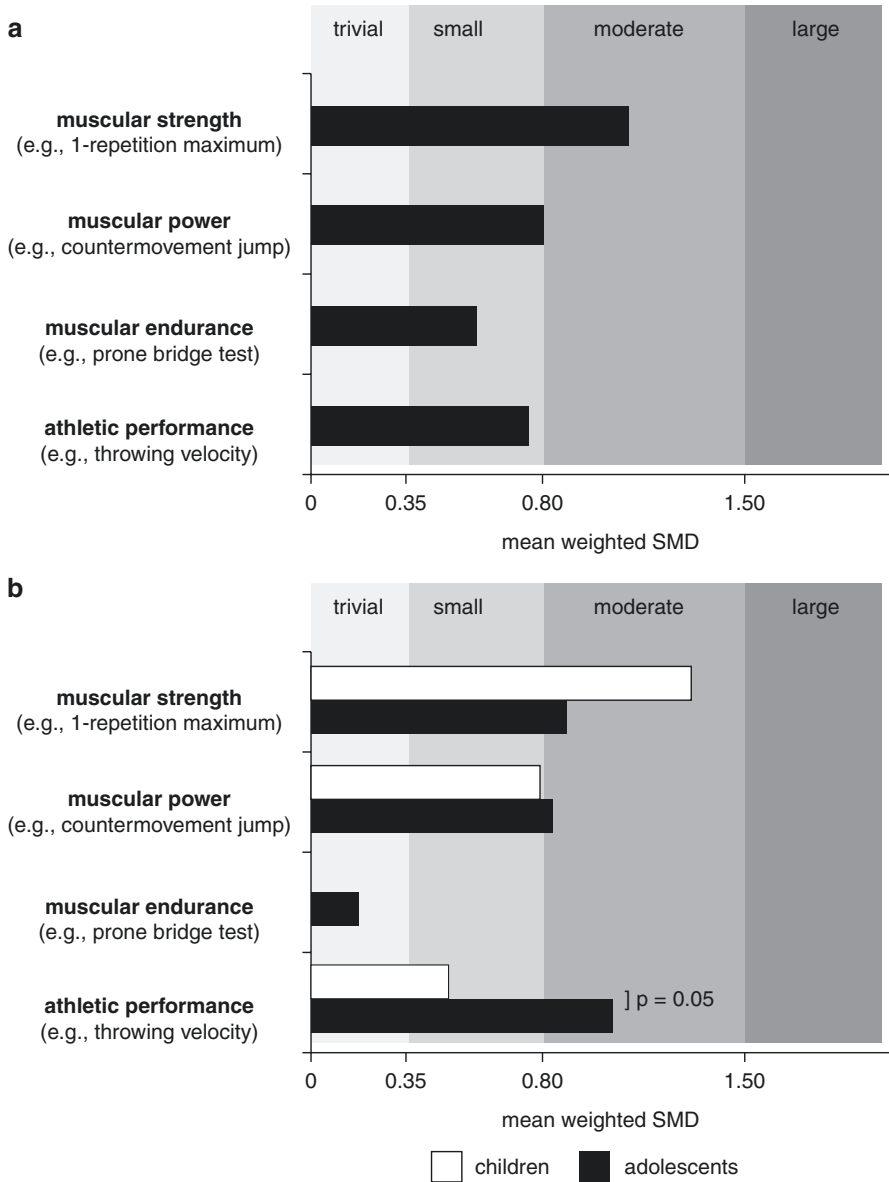 a
trivial small moderate large
muscular strength
(e.g., 1-repetition maximum)
muscular power
(e.g., countermovement jump)
muscular endurance
(e.g., prone bridge test)
athletic performance
(e.g., throwing velocity)
0 0.35 0.80 1.50
mean weighted SMD
b
trivial small moderate large
muscular strength
(e.g., 1-repetition maximum)
muscular power
(e.g., countermovement jump)
muscular endurance
(e.g., prone bridge test)
athletic performance
(e.g., throwing velocity)
] p = 0.05
0 0.35 0.80 1.50
mean weighted SMD
children adolescents